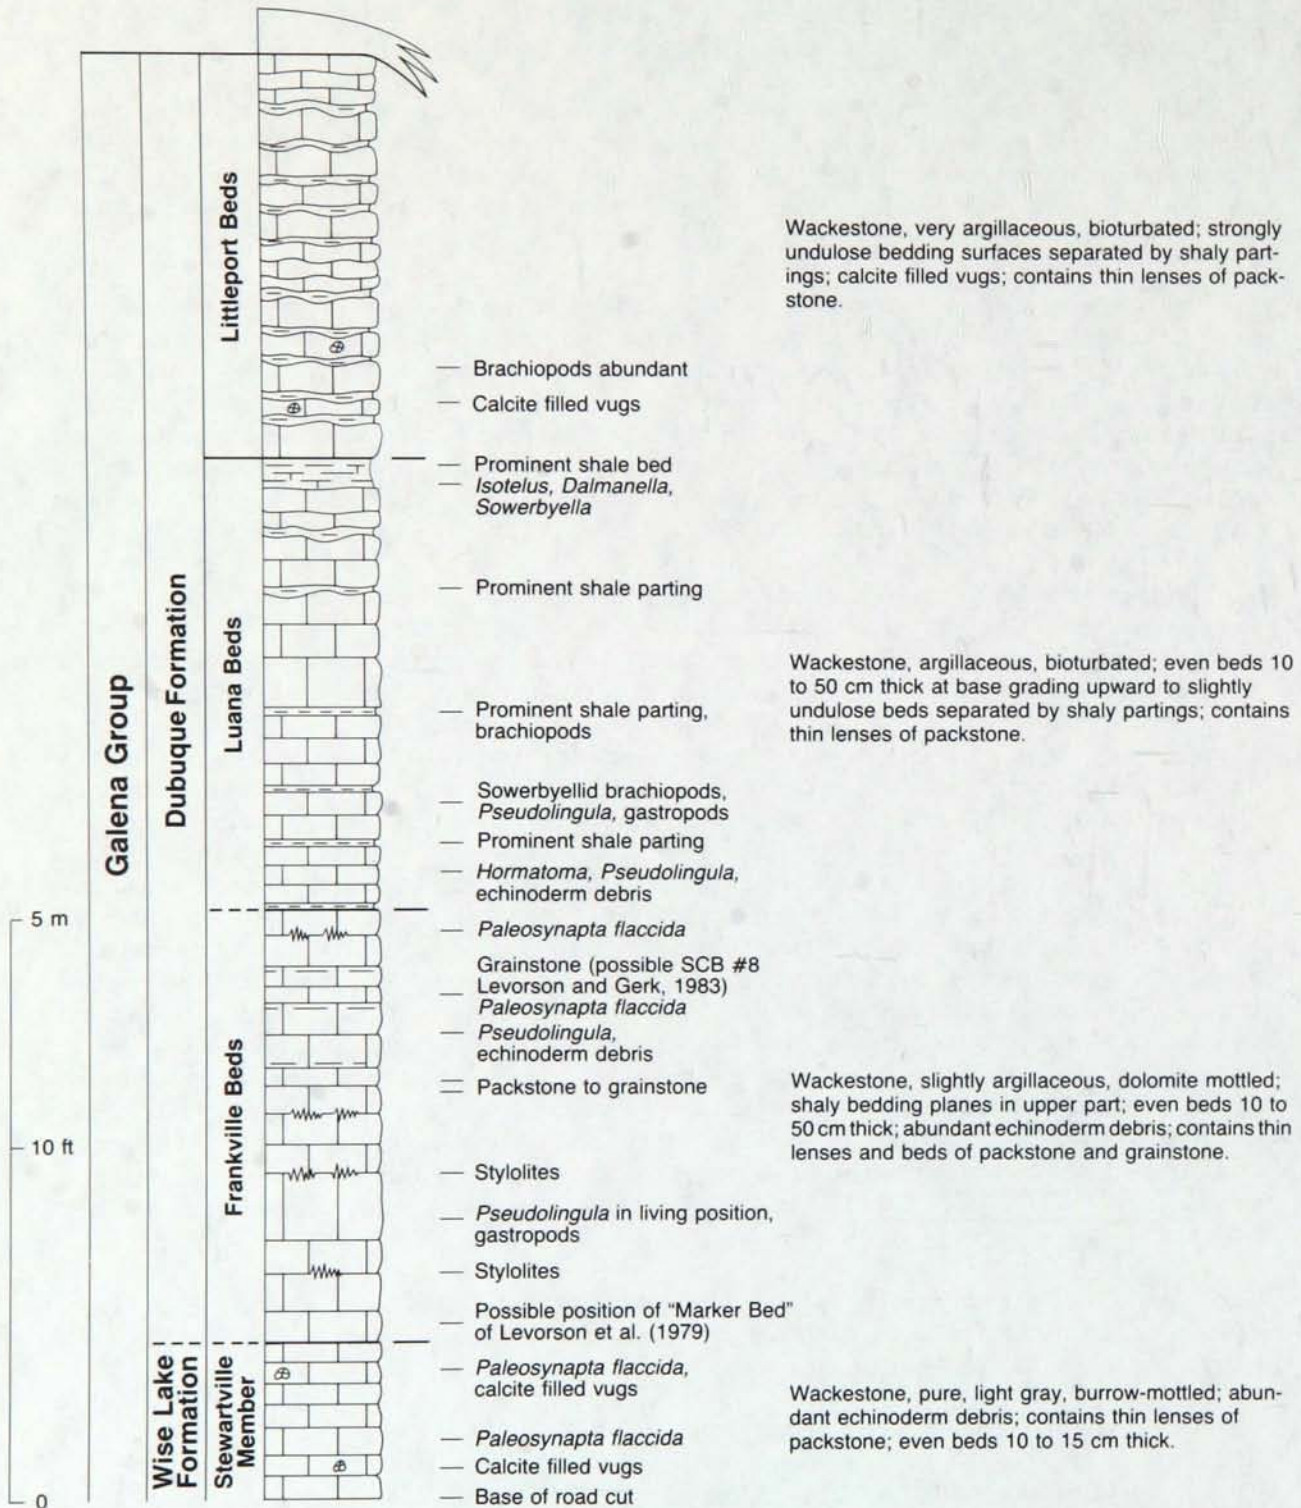 Galena Group
Dubuque Formation
Wise Lake
Formation
Littleport Beds
Luana Beds
Frankville Beds
Stewartville
Member
5 m
10 ft
0
Brachiopods abundant
Calcite filled vugs
Prominent shale bed
Isotelus, Dalmanella,
Sowerbyella
Prominent shale parting
Prominent shale parting,
brachiopods
Sowerbyellid brachiopods,
Pseudolingula, gastropods
Prominent shale parting
Hormatoma, Pseudolingula,
echinoderm debris
Paleosynapta flaccida
Grainstone (possible SCB #8
Levorson and Gerk, 1983)
Paleosynapta flaccida
Pseudolingula,
echinoderm debris
Packstone to grainstone
Stylolites
Pseudolingula in living position,
gastropods
Stylolites
Possible position of "Marker Bed"
of Levorson et al. (1979)
Paleosynapta flaccida,
calcite filled vugs
Paleosynapta flaccida
Calcite filled vugs
Base of road cut
Wackestone, very argillaceous, bioturbated; strongly
undulose bedding surfaces separated by shaly part-
ings; calcite filled vugs; contains thin lenses of pack-
stone.
Wackestone, argillaceous, bioturbated; even beds 10
to 50 cm thick at base grading upward to slightly
undulose beds separated by shaly partings; contains
thin lenses of packstone.
Wackestone, slightly argillaceous, dolomite mottled;
shaly bedding planes in upper part; even beds 10 to
50 cm thick; abundant echinoderm debris; contains thin
lenses and beds of packstone and grainstone.
Wackestone, pure, light gray, burrow-mottled; abun-
dant echinoderm debris; contains thin lenses of
packstone; even beds 10 to 15 cm thick.